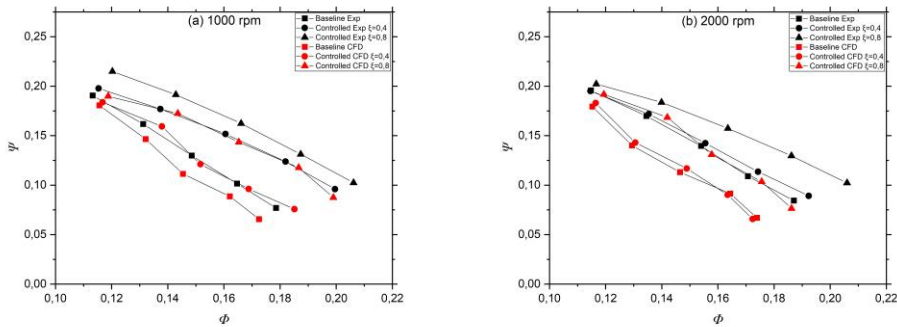 (a) 1000 rpm
Baseline Exp
Controlled Exp ξ=0,4
Controlled Exp ξ=0,8
Baseline CFD
Controlled CFD ξ=0,4
Controlled CFD ξ=0,8
0,25
0,20
0,15
0,10
0,05
0,00
Ψ
0,10 0,12 0,14 0,16 0,18 0,20 0,22
Φ
(b) 2000 rpm
Baseline Exp
Controlled Exp ξ=0,4
Controlled Exp ξ=0,8
Baseline CFD
Controlled CFD ξ=0,4
Controlled CFD ξ=0,8
0,25
0,20
0,15
0,10
0,05
0,00
Ψ
0,10 0,12 0,14 0,16 0,18 0,20 0,22
Φ